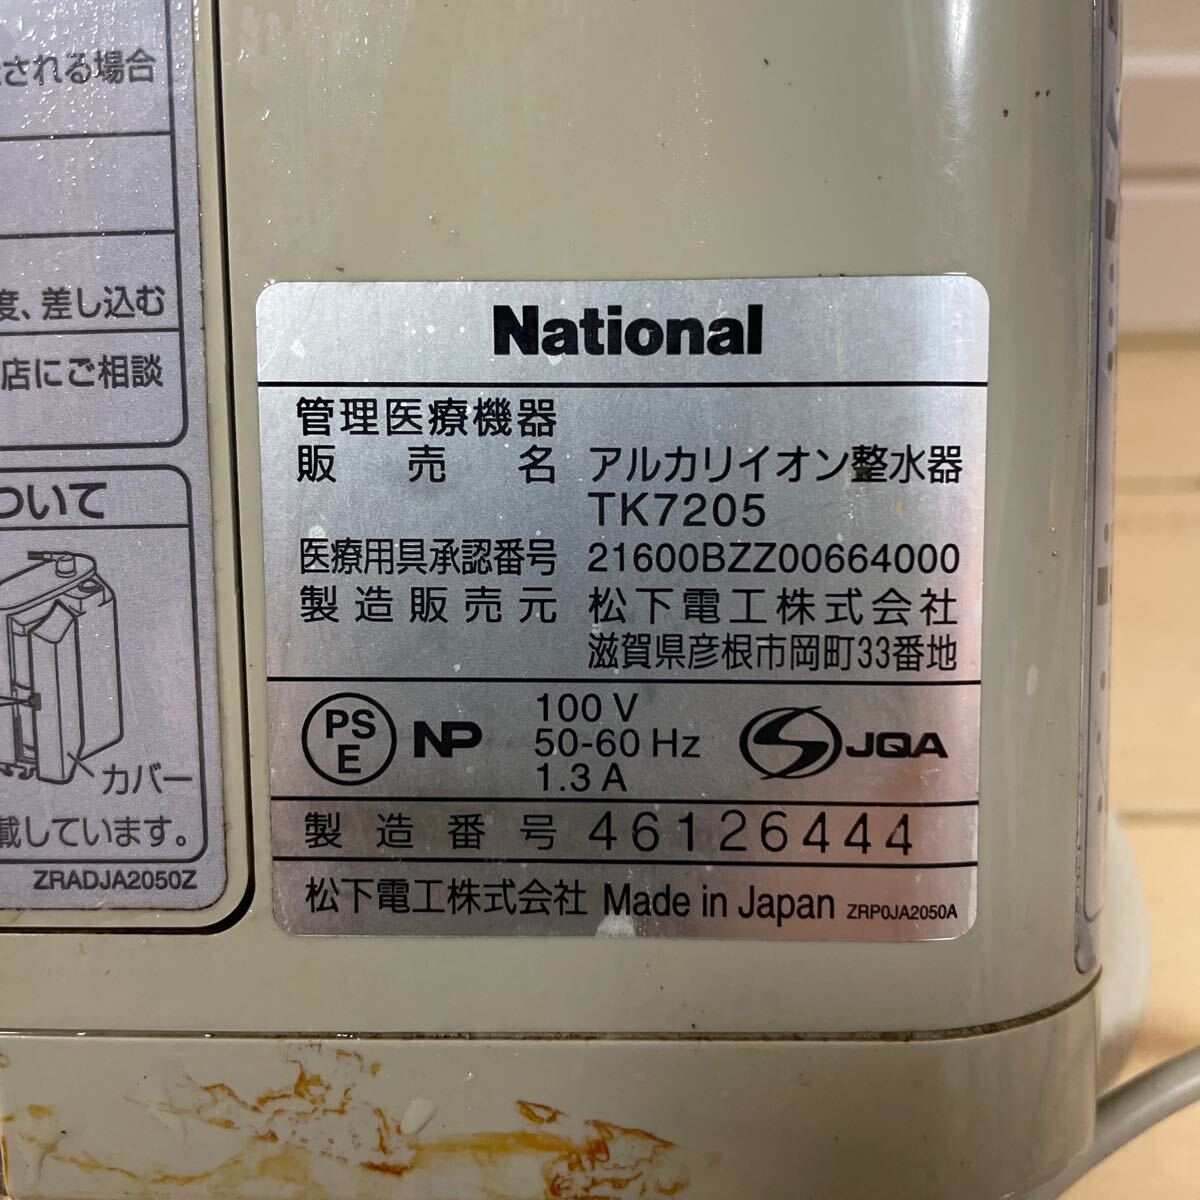 される場合
度、差し込む
店にご相談
ついて
カバー
載しています。
ZRADJA2050Z
National
管理医療機器
販売名 アルカリイオン整水器
TK7205
医療用具承認番号 21600BZZ00664000
製造販売元 松下電工株式会社
滋賀県彦根市岡町33番地
PS
E
NP
100 V
50-60 Hz
1.3 A
JQA
製造番号 46126444
松下電工株式会社 Made in Japan ZRP0JA2050A